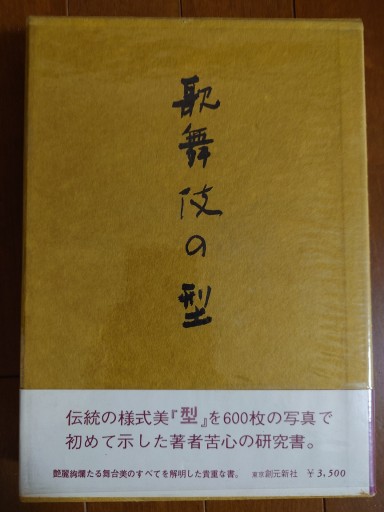 歌舞伎の型
伝統の様式美『型』を600枚の写真で
初めて示した著者苦心の研究書。
艶麗絢爛たる舞台美のすべてを解明した貴重な書。 東京創元新社 ￥3,500